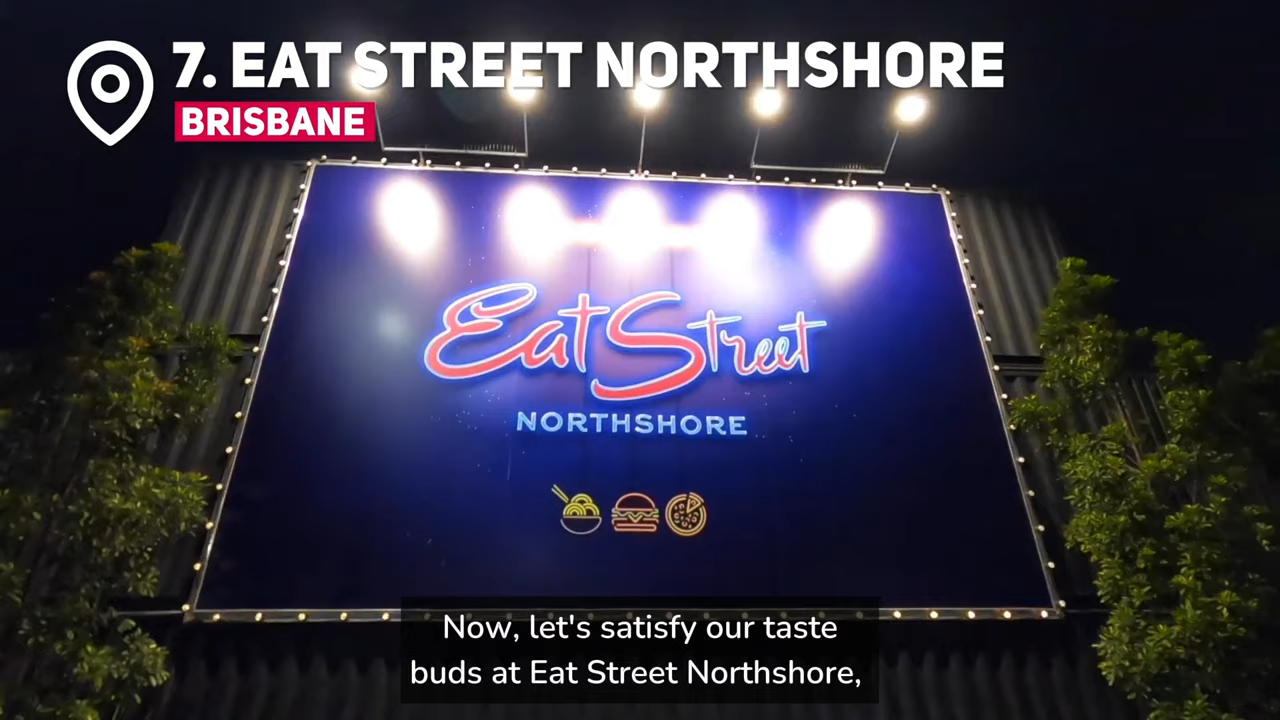 7. EAT STREET NORTHSHORE
BRISBANE
Eat Street
NORTHSHORE
Now, let's satisfy our taste
buds at Eat Street Northshore,